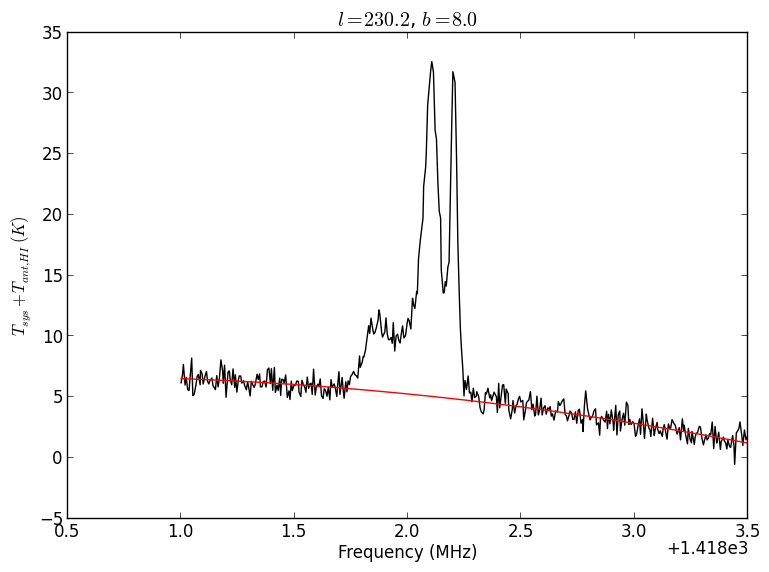 l = 230.2, b = 8.0
35
30
25
20
15
10
5
0
−5
T_sys + T_ant,HI (K)
0.5 1.0 1.5 2.0 2.5 3.0 3.5
Frequency (MHz)
+1.418e3